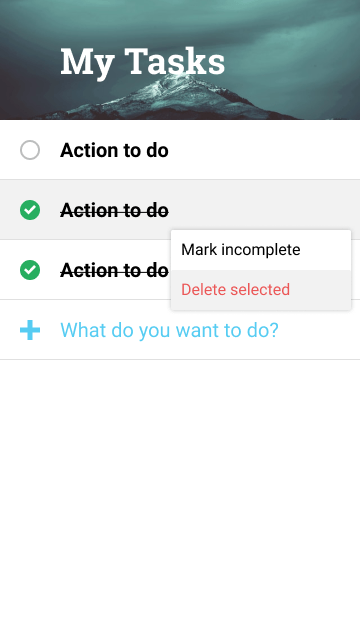 My Tasks
Action to do
Action to do
Mark incomplete
Action to do
Delete selected
What do you want to do?